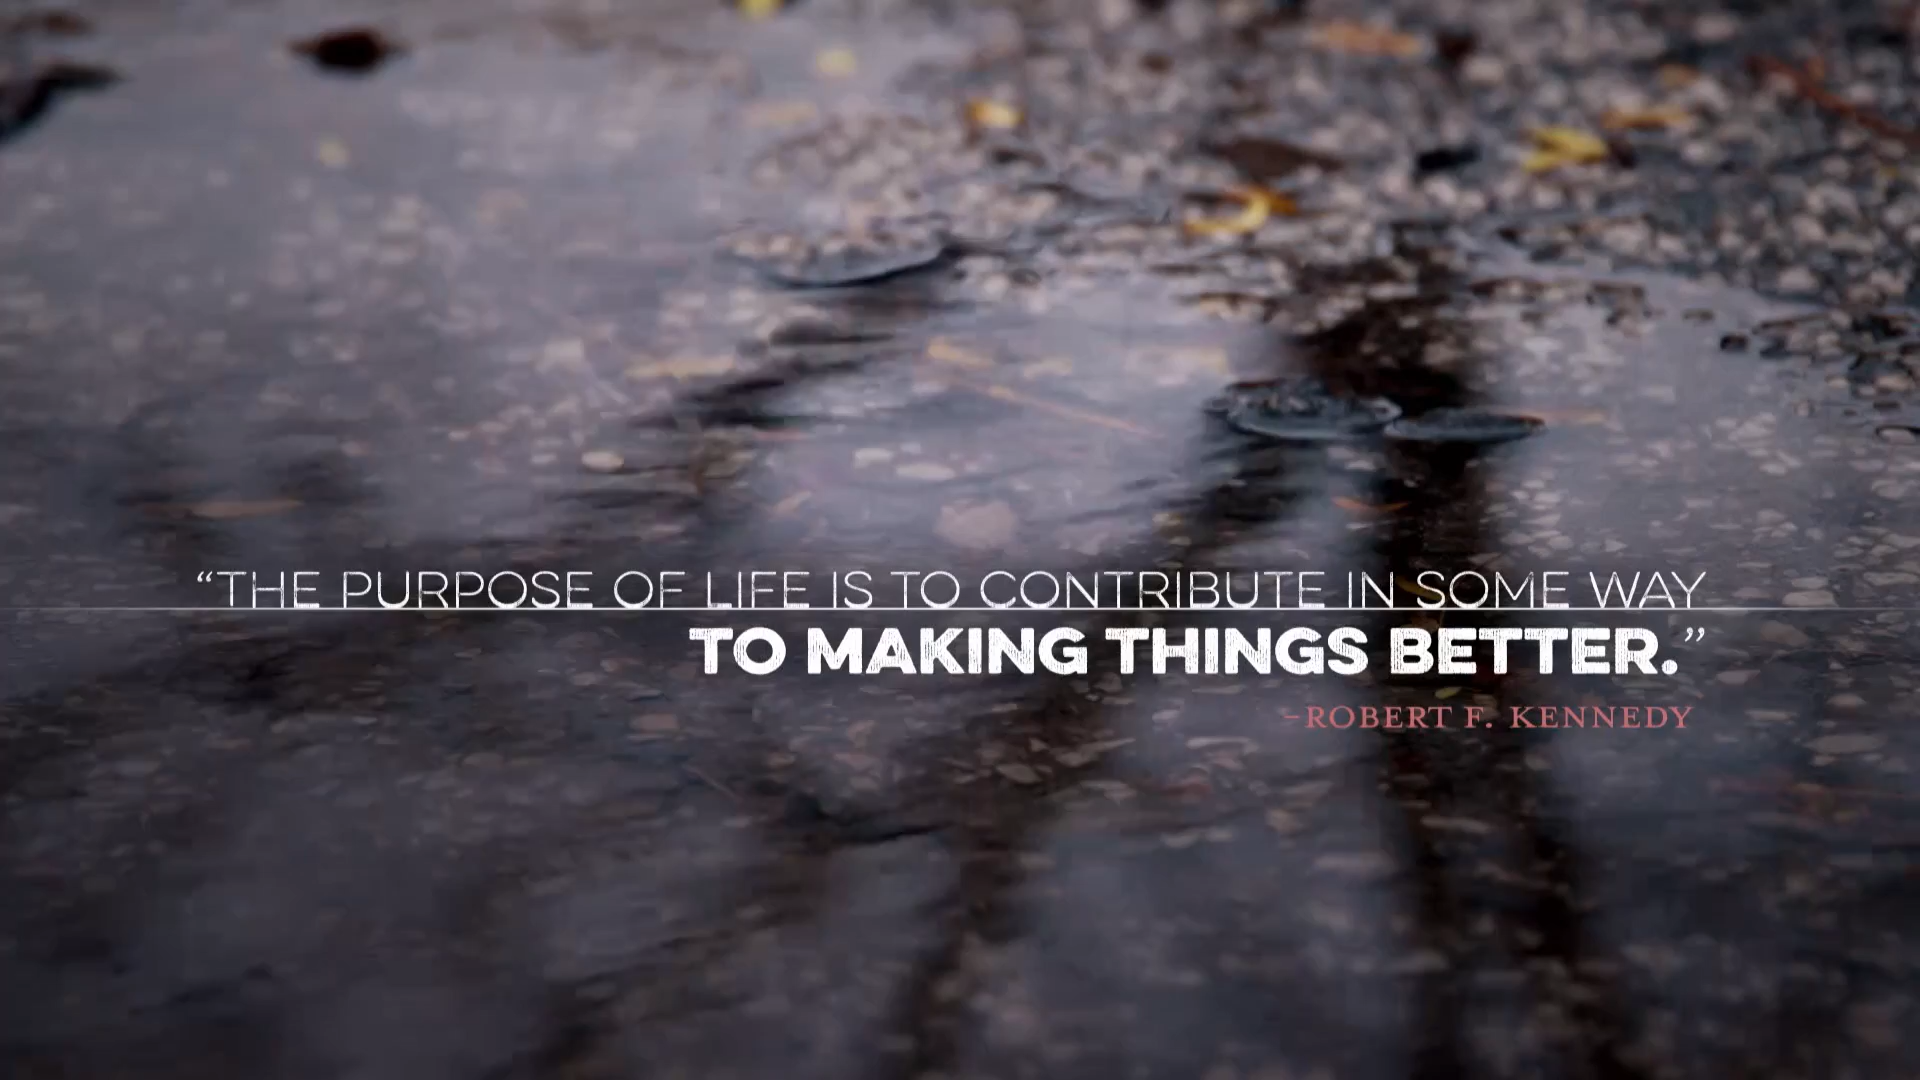 “THE PURPOSE OF LIFE IS TO CONTRIBUTE IN SOME WAY
TO MAKING THINGS BETTER.”
–ROBERT F. KENNEDY